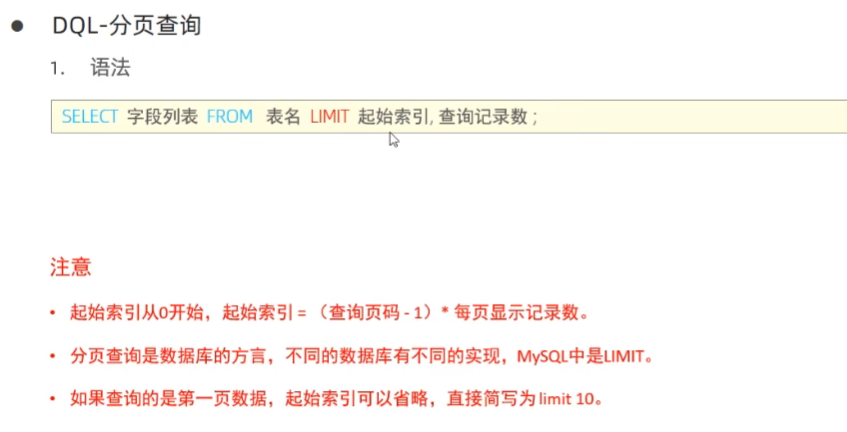 ● DQL-分页查询
1. 语法
SELECT 字段列表 FROM 表名 LIMIT 起始索引, 查询记录数 ;
注意
• 起始索引从0开始，起始索引 = （查询页码 - 1）* 每页显示记录数。
• 分页查询是数据库的方言，不同的数据库有不同的实现，MySQL中是LIMIT。
• 如果查询的是第一页数据，起始索引可以省略，直接简写为 limit 10。